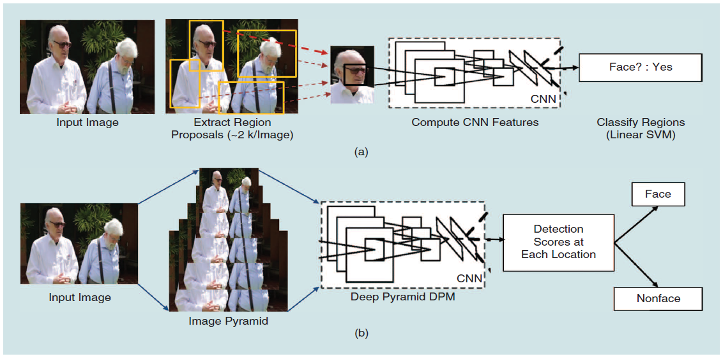 Face? : Yes
CNN
Input Image
Extract Region
Proposals (~2 k/Image)
Compute CNN Features
Classify Regions
(Linear SVM)
(a)
Face
Detection
Scores at
Each Location
CNN
Input Image
Deep Pyramid DPM
Nonface
Image Pyramid
(b)